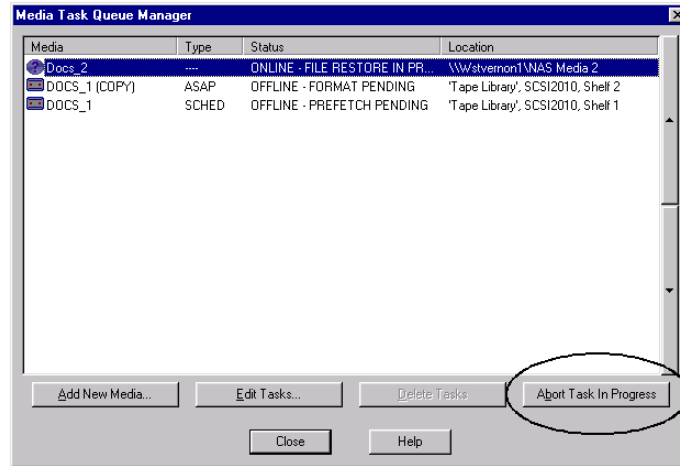 Media Task Queue Manager
Media Type Status Location
Docs_2 ---- ONLINE - FILE RESTORE IN PR... \\Wstvernon1\NAS Media 2
DOCS_1 (COPY) ASAP OFFLINE - FORMAT PENDING 'Tape Library', SCSI2010, Shelf 2
DOCS_1 SCHED OFFLINE - PREFETCH PENDING 'Tape Library', SCSI2010, Shelf 1
Add New Media... Edit Tasks... Delete Tasks Abort Task In Progress
Close Help